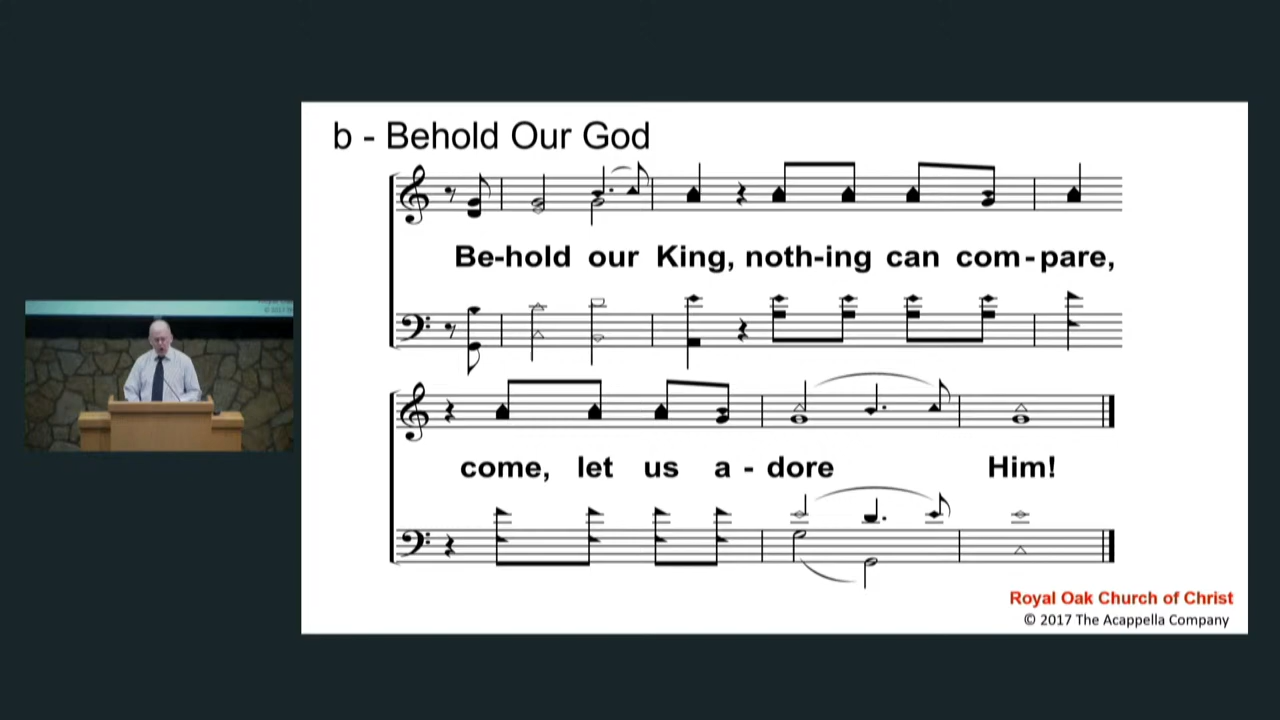 b - Behold Our God
Be-hold our King, noth-ing can com-pare,
come, let us a-dore Him!
Royal Oak Church of Christ
© 2017 The Acappella Company